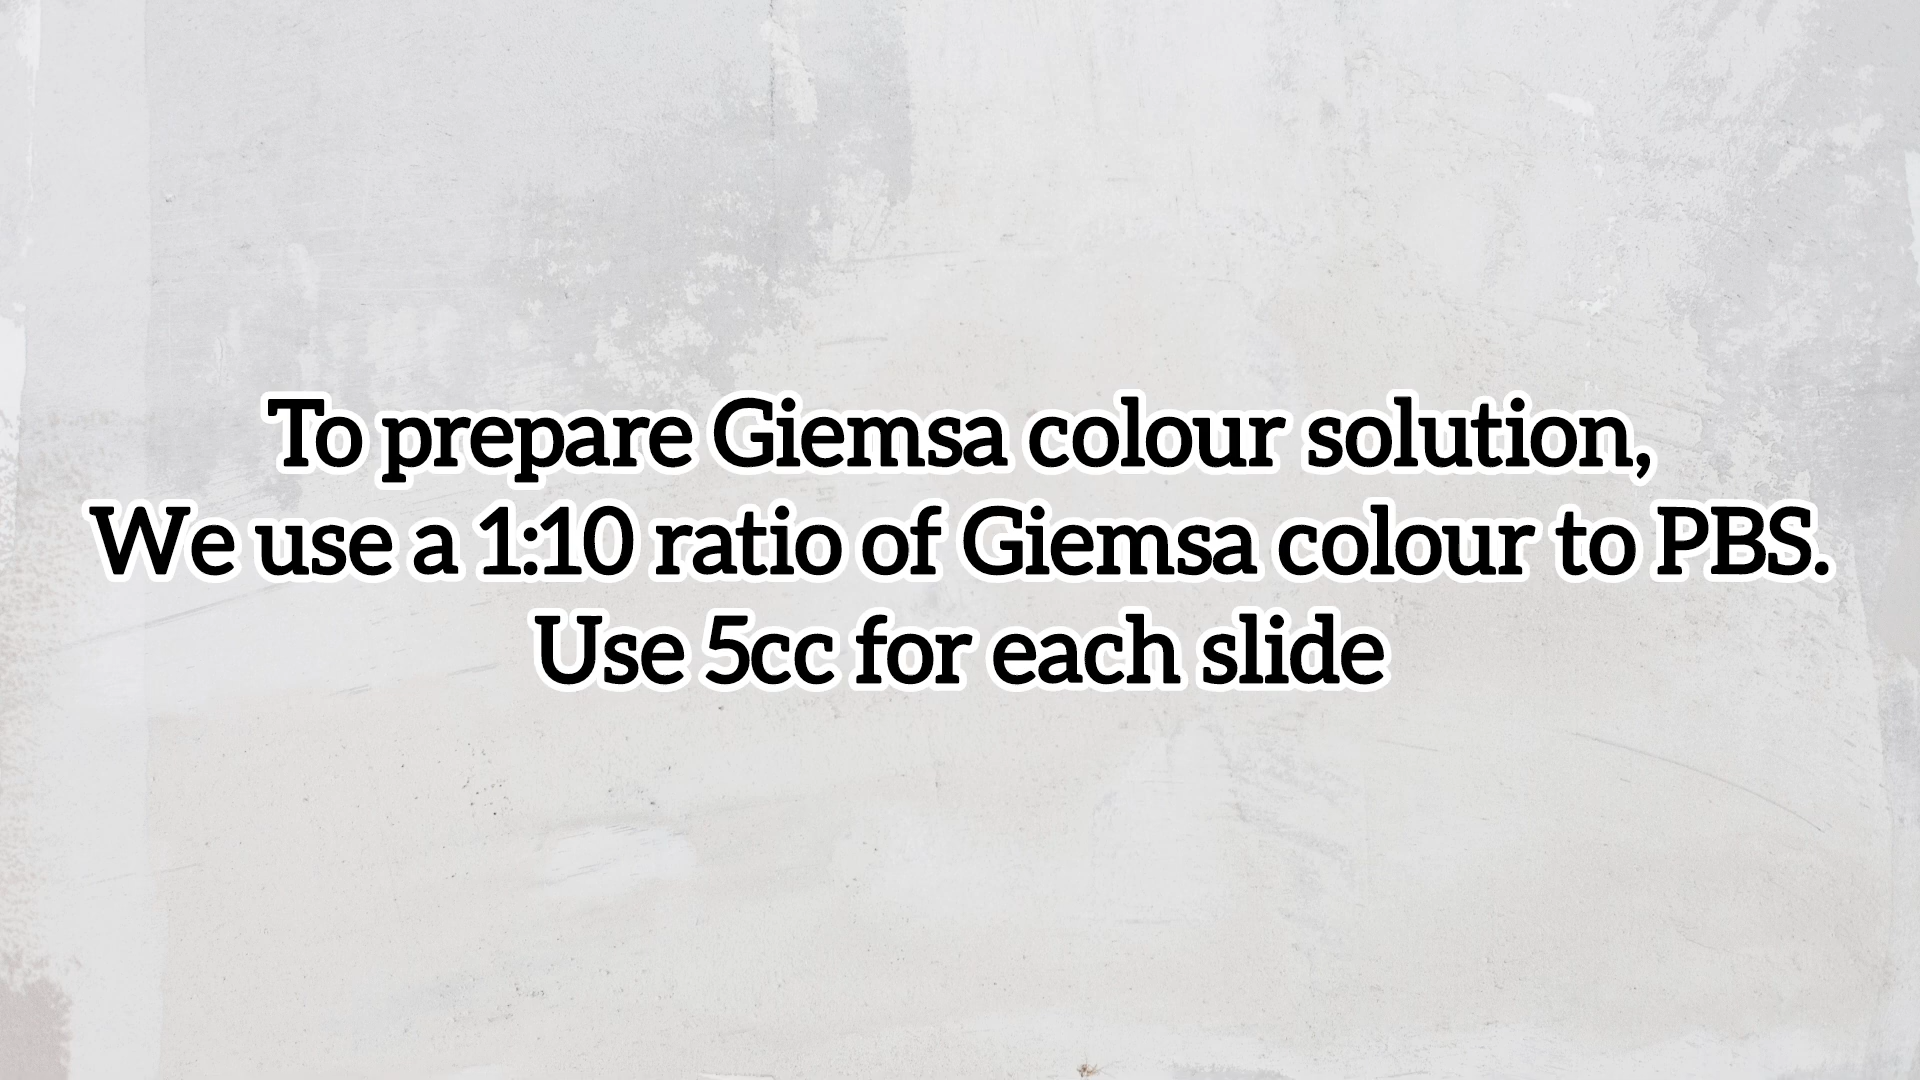 To prepare Giemsa colour solution,
We use a 1:10 ratio of Giemsa colour to PBS.
Use 5cc for each slide